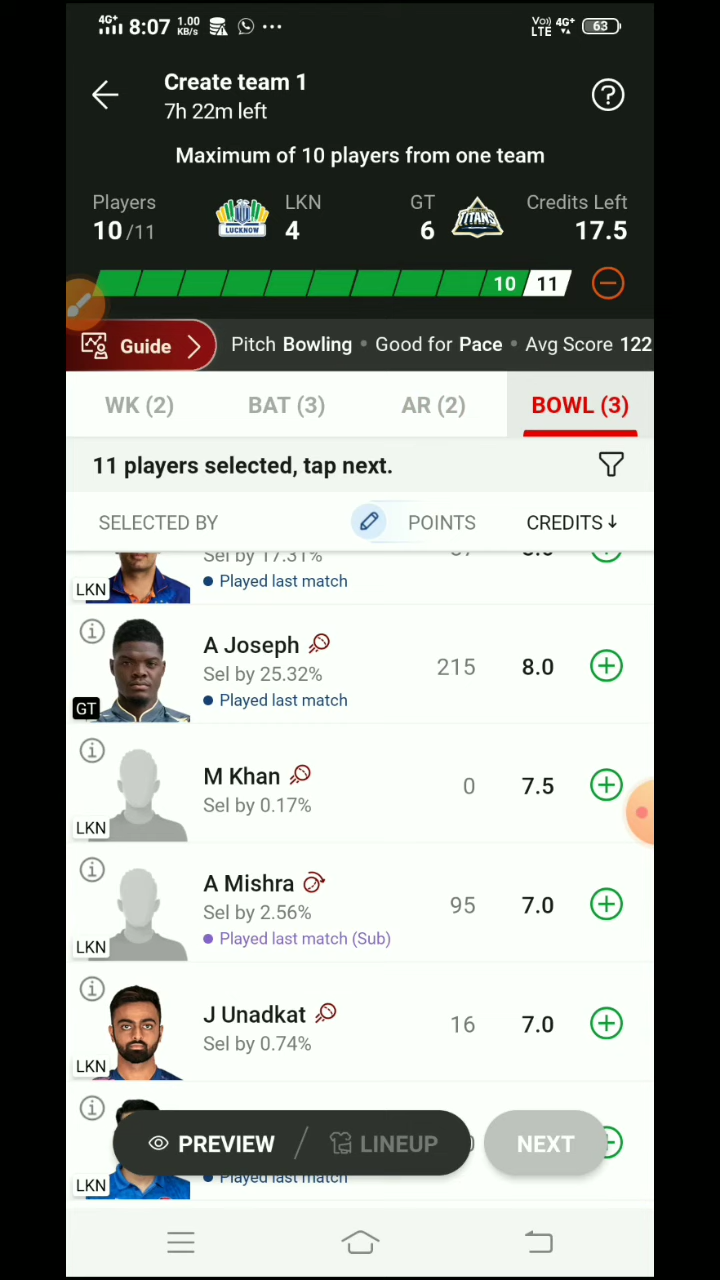 4G+ 8:07 1.00 KB/s ... Vo) LTE 4G+ 63
Create team 1
7h 22m left
Maximum of 10 players from one team
Players LKN GT Credits Left
10/11 LUCKNOW 4 6 TITANS 17.5
10 11
Guide Pitch Bowling • Good for Pace • Avg Score 122
WK (2) BAT (3) AR (2) BOWL (3)
11 players selected, tap next.
SELECTED BY POINTS CREDITS↓
Sel by 17.31%
LKN • Played last match
A Joseph
Sel by 25.32% 215 8.0
GT • Played last match
M Khan
Sel by 0.17% 0 7.5
LKN
A Mishra
Sel by 2.56% 95 7.0
LKN • Played last match (Sub)
J Unadkat
Sel by 0.74% 16 7.0
LKN
PREVIEW / LINEUP NEXT
LKN • Played last match